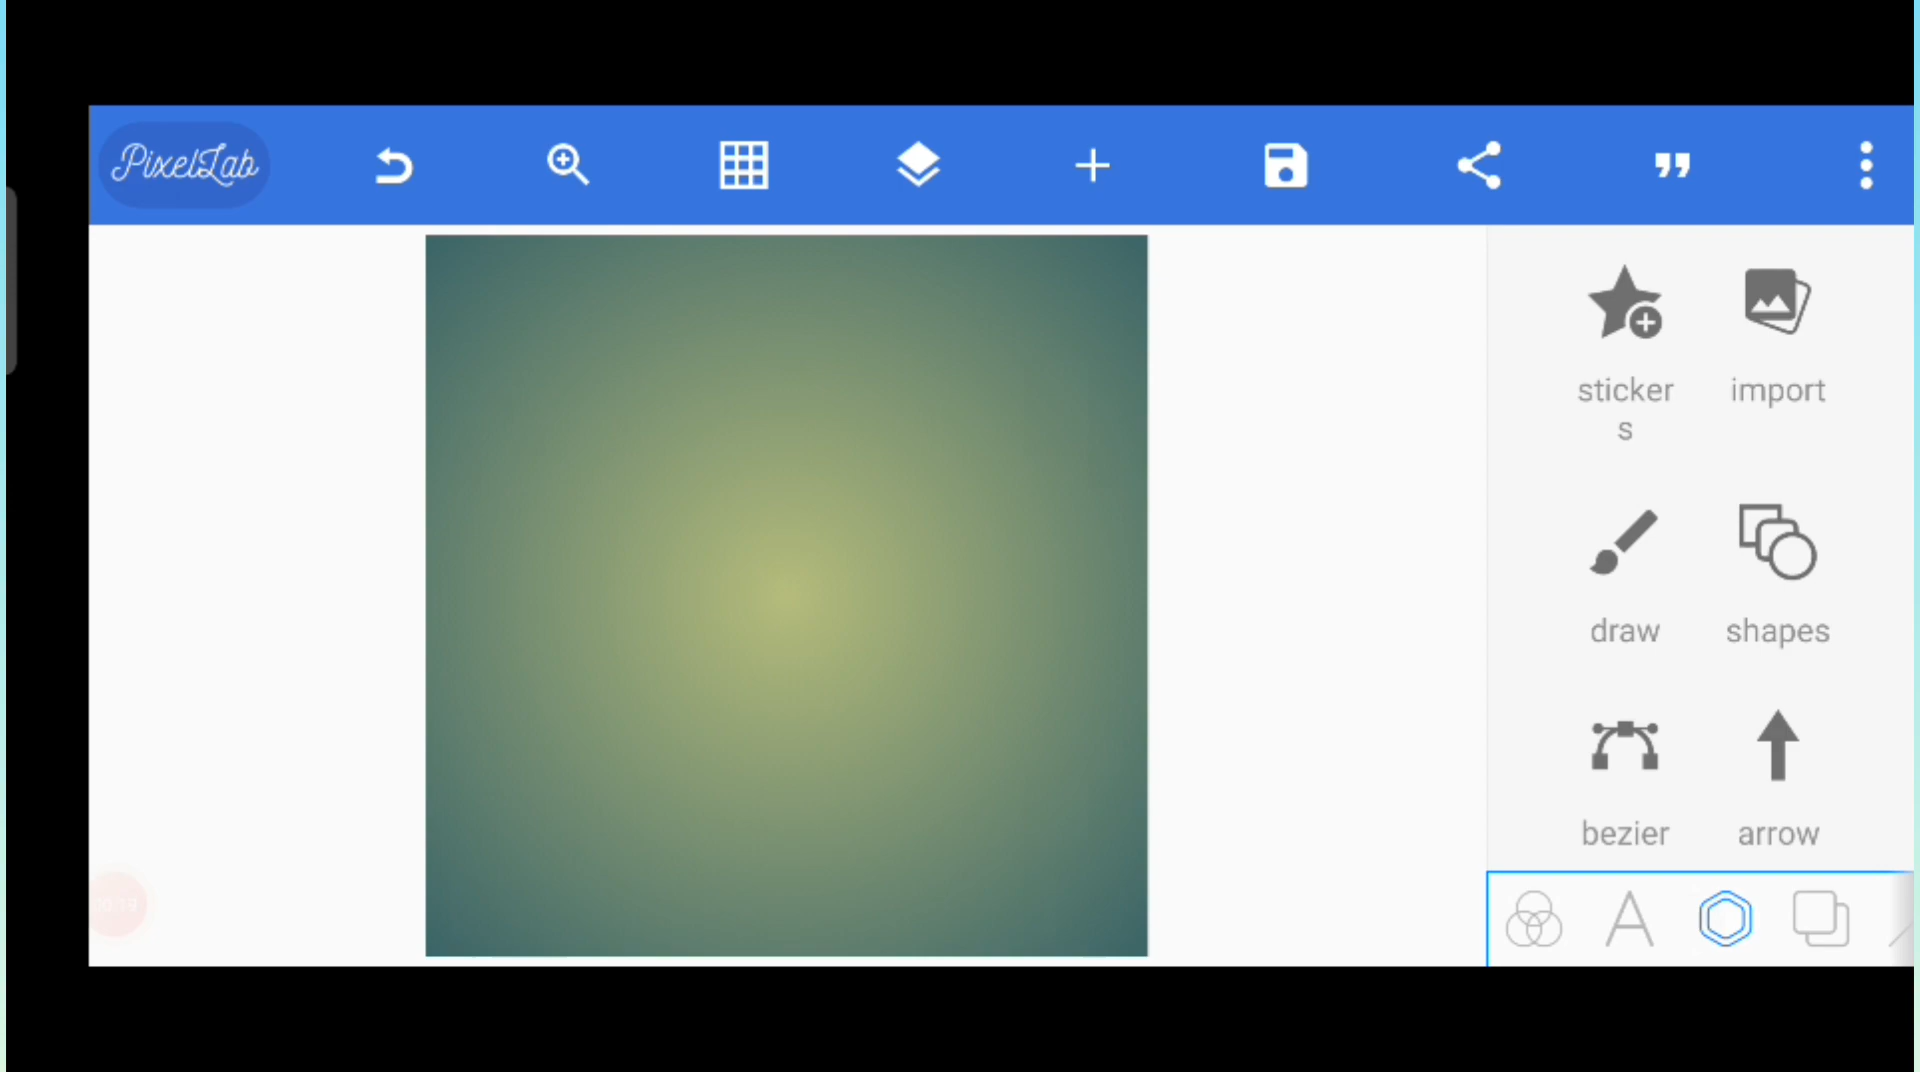 PixelLab
sticker
s
import
draw
shapes
bezier
arrow